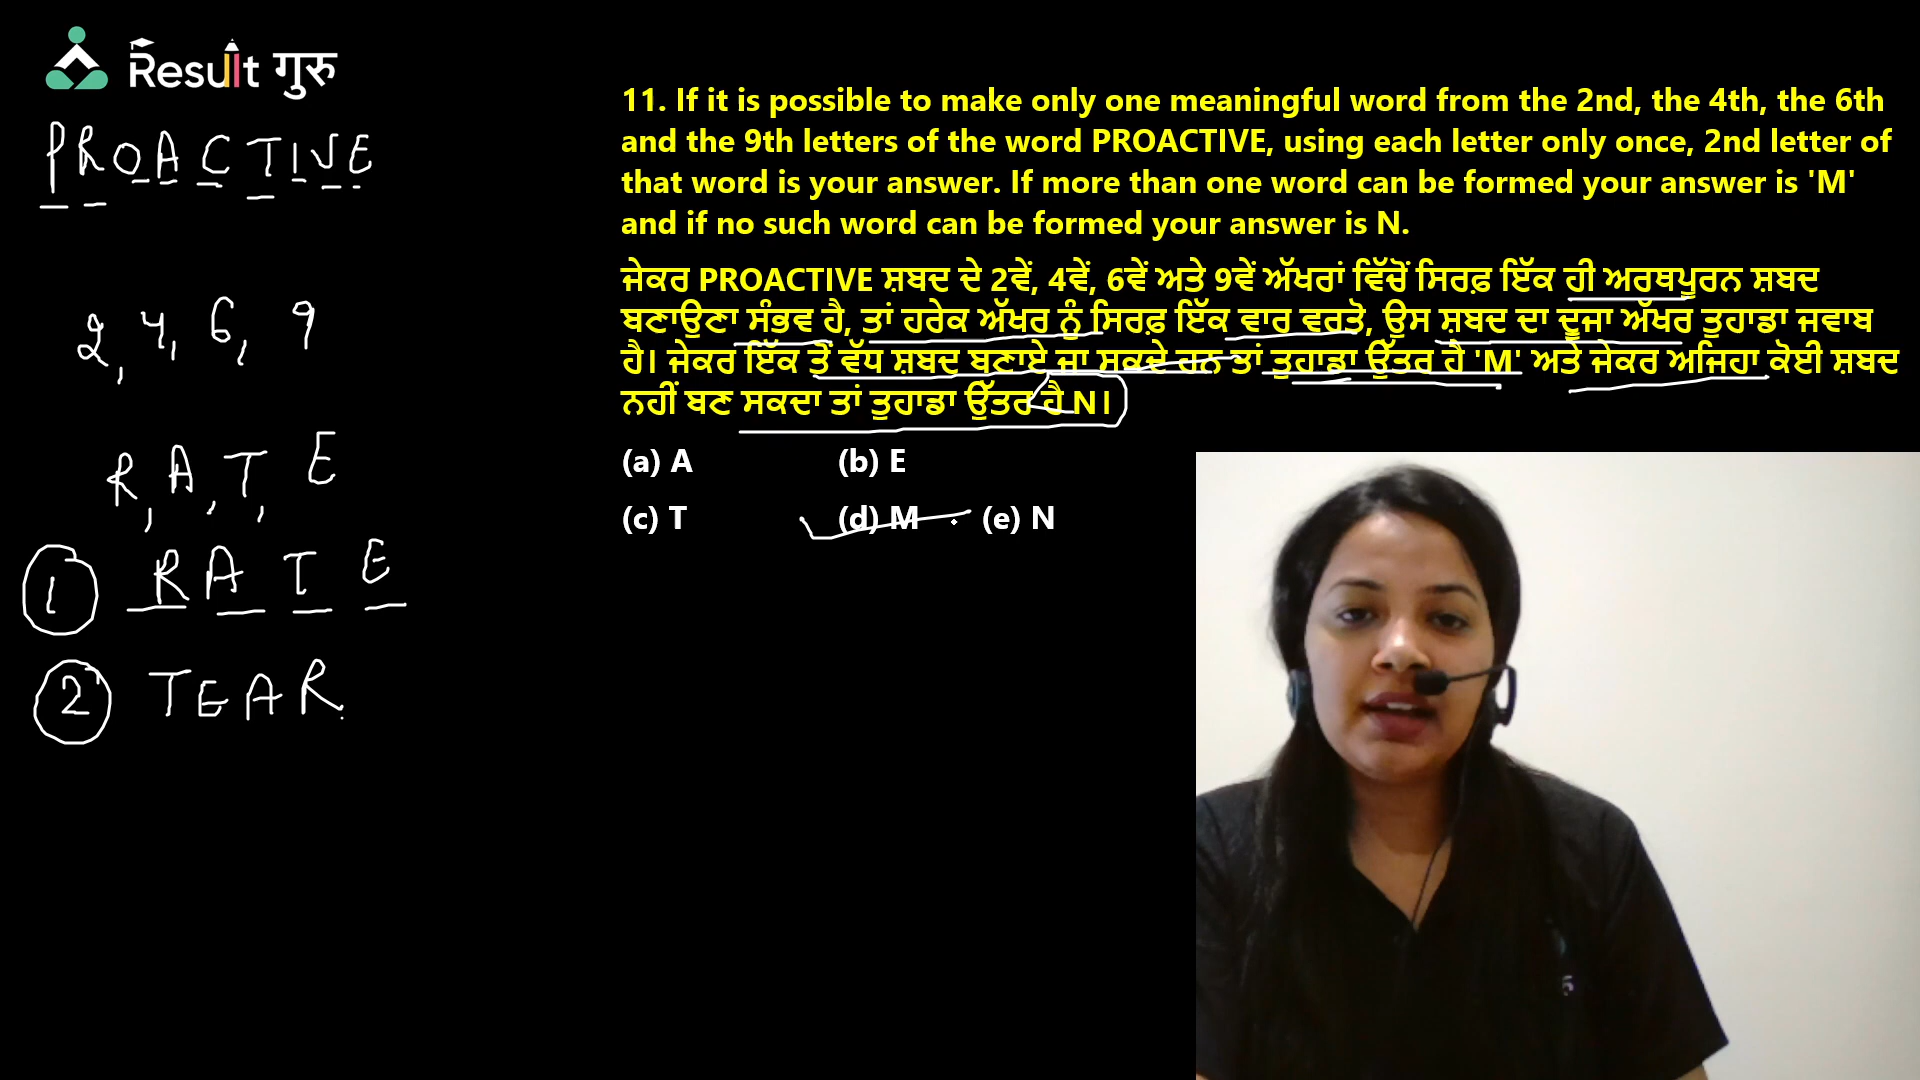 Result गुरु
PROACTIVE
2, 4, 6, 9
R, A, T, E
1 RATE
2 TEAR
11. If it is possible to make only one meaningful word from the 2nd, the 4th, the 6th
and the 9th letters of the word PROACTIVE, using each letter only once, 2nd letter of
that word is your answer. If more than one word can be formed your answer is 'M'
and if no such word can be formed your answer is N.
ਜੇਕਰ PROACTIVE ਸ਼ਬਦ ਦੇ 2ਵੇਂ, 4ਵੇਂ, 6ਵੇਂ ਅਤੇ 9ਵੇਂ ਅੱਖਰਾਂ ਵਿੱਚੋਂ ਸਿਰਫ਼ ਇੱਕ ਹੀ ਅਰਥਪੂਰਨ ਸ਼ਬਦ
ਬਣਾਉਣਾ ਸੰਭਵ ਹੈ, ਤਾਂ ਹਰੇਕ ਅੱਖਰ ਨੂੰ ਸਿਰਫ਼ ਇੱਕ ਵਾਰ ਵਰਤੋ, ਉਸ ਸ਼ਬਦ ਦਾ ਦੂਜਾ ਅੱਖਰ ਤੁਹਾਡਾ ਜਵਾਬ
ਹੈ। ਜੇਕਰ ਇੱਕ ਤੋਂ ਵੱਧ ਸ਼ਬਦ ਬਣਾਏ ਜਾ ਸਕਦੇ ਹਨ ਤਾਂ ਤੁਹਾਡਾ ਉੱਤਰ ਹੈ 'M' ਅਤੇ ਜੇਕਰ ਅਜਿਹਾ ਕੋਈ ਸ਼ਬਦ
ਨਹੀਂ ਬਣ ਸਕਦਾ ਤਾਂ ਤੁਹਾਡਾ ਉੱਤਰ ਹੈ N।
(a) A (b) E
(c) T (d) M (e) N